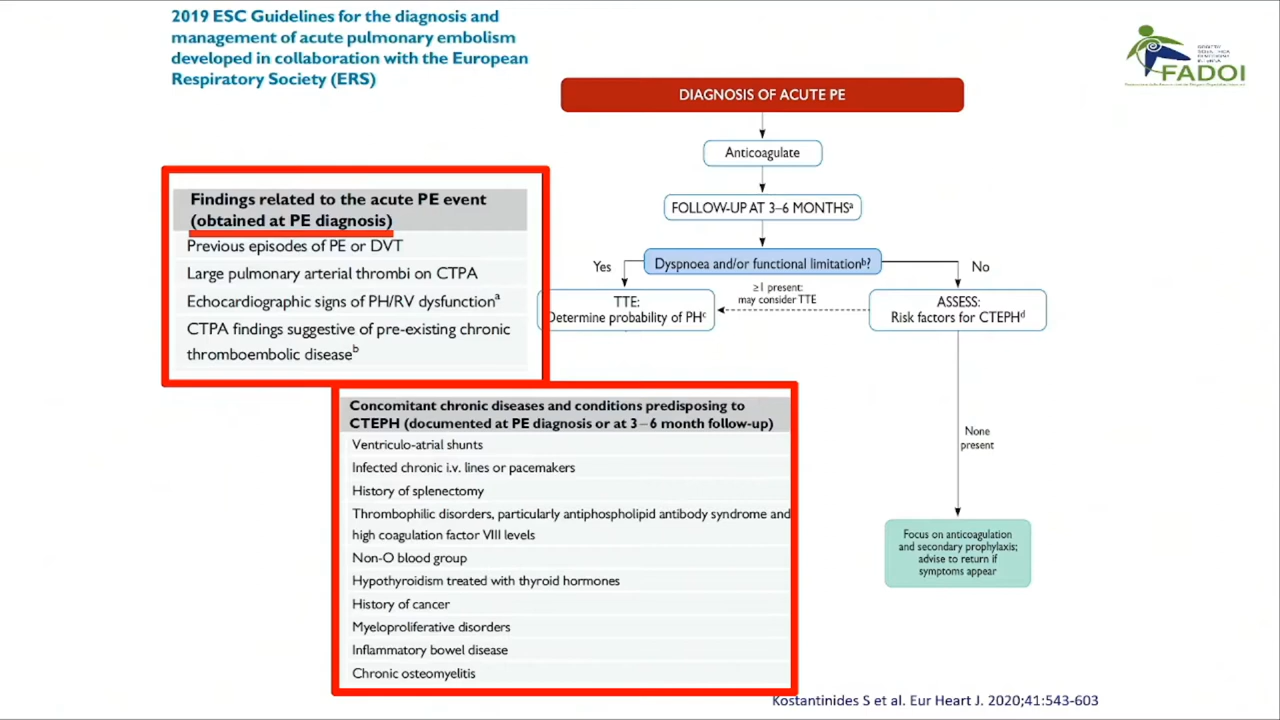 2019 ESC Guidelines for the diagnosis and
management of acute pulmonary embolism
developed in collaboration with the European
Respiratory Society (ERS)
FADOI
DIAGNOSIS OF ACUTE PE
Anticoagulate
FOLLOW-UP AT 3–6 MONTHSᵃ
Dyspnoea and/or functional limitationᵇ?
Yes
No
TTE:
Determine probability of PHᶜ
≥1 present:
may consider TTE
ASSESS:
Risk factors for CTEPHᵈ
None
present
Focus on anticoagulation
and secondary prophylaxis;
advise to return if
symptoms appear
Findings related to the acute PE event
(obtained at PE diagnosis)
Previous episodes of PE or DVT
Large pulmonary arterial thrombi on CTPA
Echocardiographic signs of PH/RV dysfunctionᵃ
CTPA findings suggestive of pre-existing chronic
thromboembolic diseaseᵇ
Concomitant chronic diseases and conditions predisposing to
CTEPH (documented at PE diagnosis or at 3–6 month follow-up)
Ventriculo-atrial shunts
Infected chronic i.v. lines or pacemakers
History of splenectomy
Thrombophilic disorders, particularly antiphospholipid antibody syndrome and
high coagulation factor VIII levels
Non-O blood group
Hypothyroidism treated with thyroid hormones
History of cancer
Myeloproliferative disorders
Inflammatory bowel disease
Chronic osteomyelitis
Kostantinides S et al. Eur Heart J. 2020;41:543-603